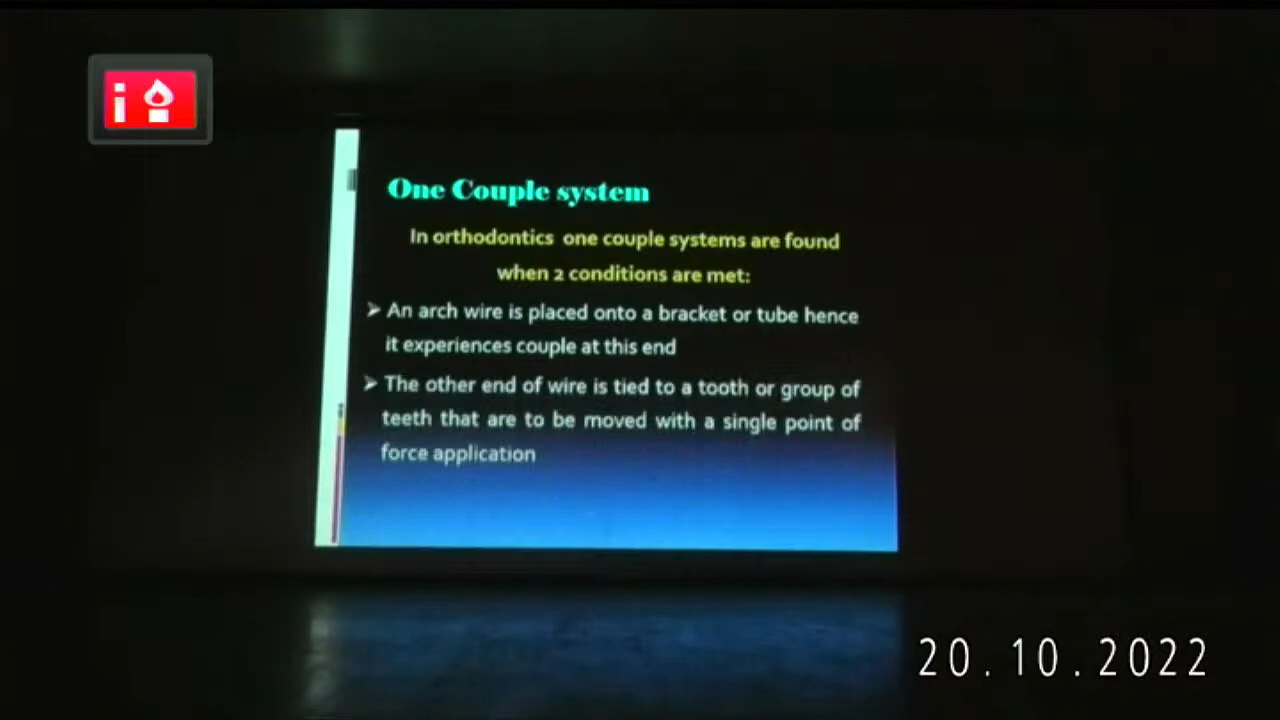 i
One Couple system
In orthodontics one couple systems are found
when 2 conditions are met:
➤ An arch wire is placed onto a bracket or tube hence
it experiences couple at this end
➤ The other end of wire is tied to a tooth or group of
teeth that are to be moved with a single point of
force application
20.10.2022